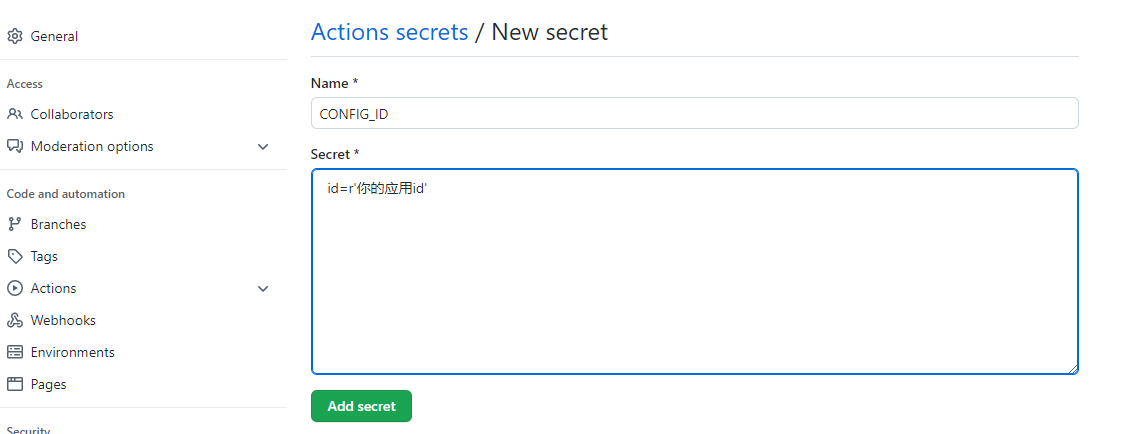 General
Access
Collaborators
Moderation options
Code and automation
Branches
Tags
Actions
Webhooks
Environments
Pages
Security
Actions secrets / New secret
Name *
CONFIG_ID
Secret *
id=r'你的应用id'
Add secret